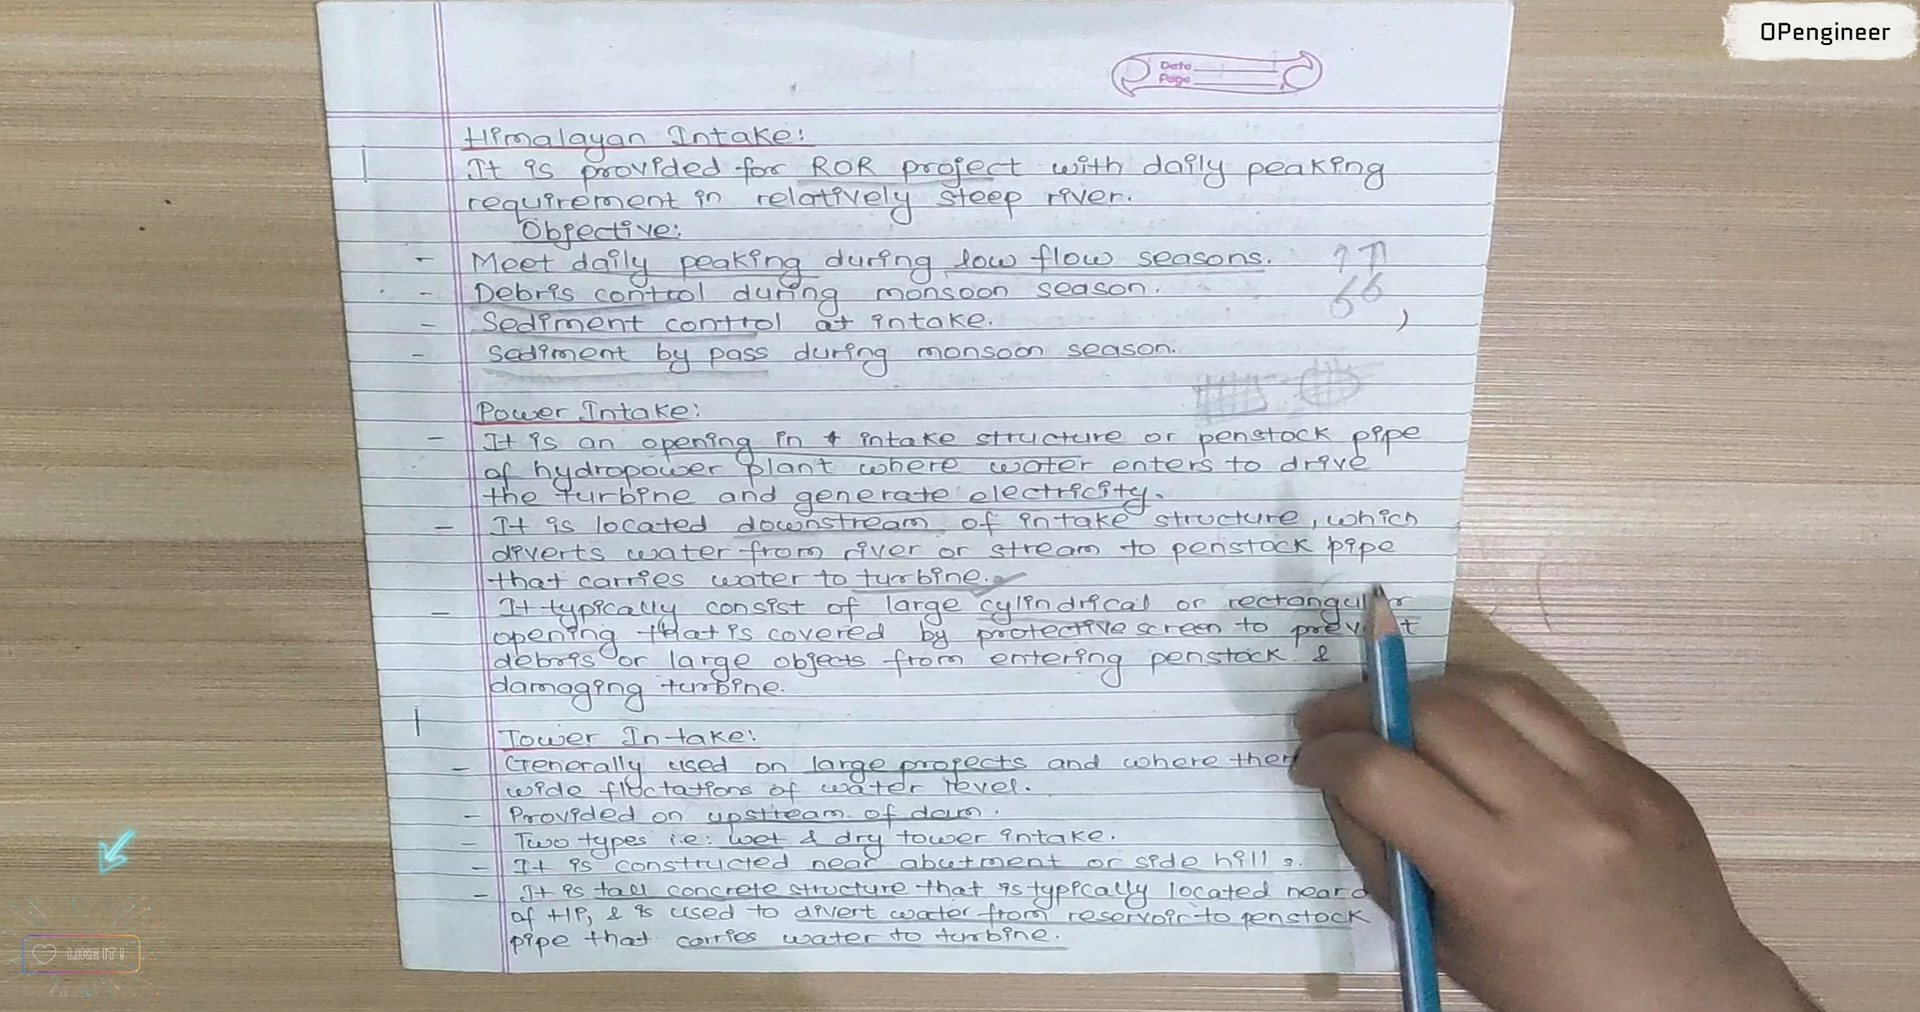 OPengineer
Date
Page
Himalayan Intake:
It is provided for ROR project with daily peaking
requirement in relatively steep river.
Objective:
- Meet daily peaking during low flow seasons.
- Debris control during monsoon season.
- Sediment control at intake.
- Sediment by pass during monsoon season.
Power Intake:
- It is an opening in intake structure or penstock pipe
of hydropower plant where water enters to drive
the turbine and generate electricity.
- It is located downstream of intake structure, which
diverts water from river or stream to penstock pipe
that carries water to turbine.
- It typically consist of large cylindrical or rectangular
opening that is covered by protective screen to
debris or large objects from entering penstock &
damaging turbine.
Tower Intake:
- Generally used on large projects and where
wide fluctations of water level.
- Provided on upstream of dam.
- Two types i.e: wet & dry tower intake.
- It is constructed near abutment or side hills.
- It is tall concrete structure that is typically located near
of HP, & is used to divert water from reservoir to penstock
pipe that carries water to turbine.
LIKE IT!